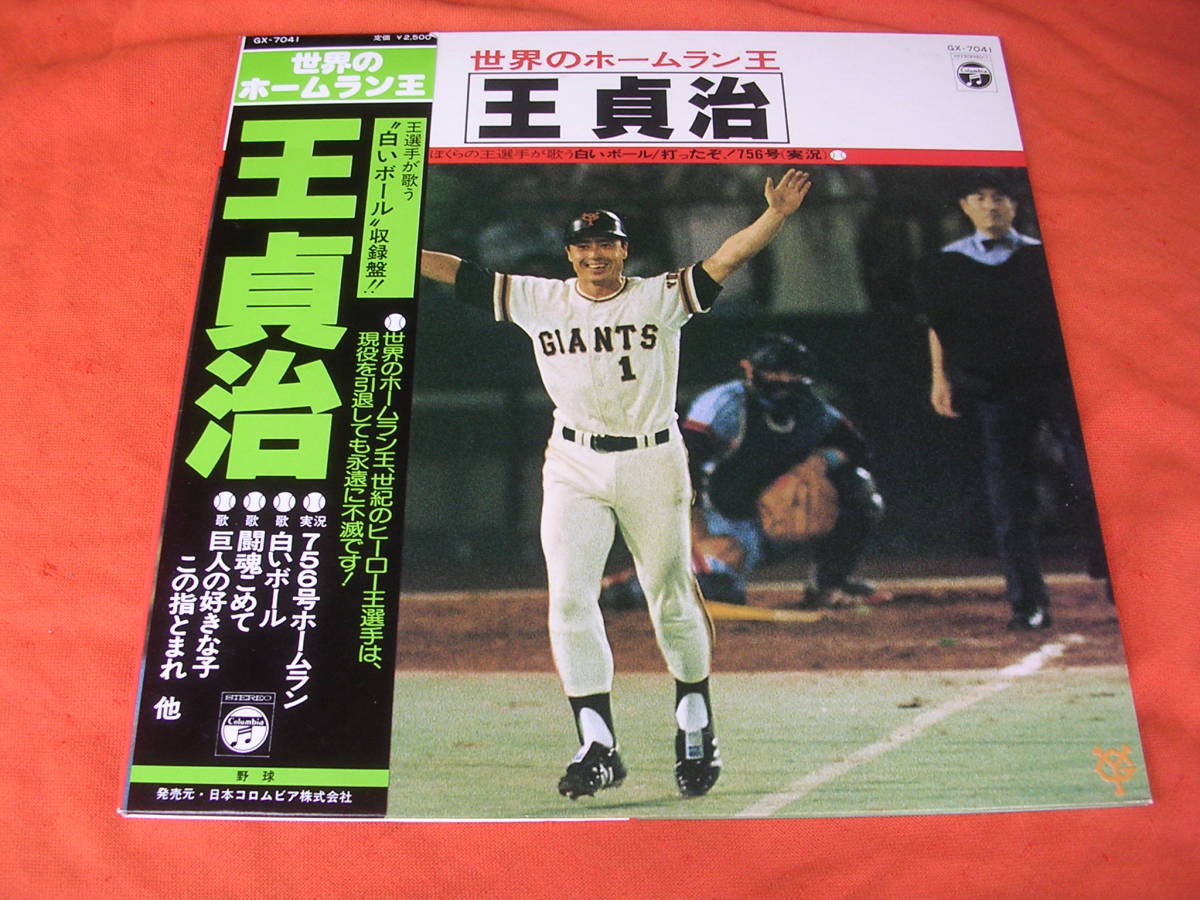 GX-7041
定価 ¥2,500
世界の
ホームラン王
王貞治
王選手が歌う
〝白いボール〟収録盤!!
世界のホームラン王、世紀のヒーロー王選手は、
現役を引退しても永遠に不滅です!
実況 756号ホームラン
歌 白いボール
歌 闘魂こめて
歌 巨人の好きな子
この指とまれ 他
STEREO
Columbia
野球
発売元・日本コロムビア株式会社
世界のホームラン王
王貞治
ぼくらの王選手が歌う白いボール/打ったぞ!756号(実況)
GX-7041
Columbia
GIANTS
1